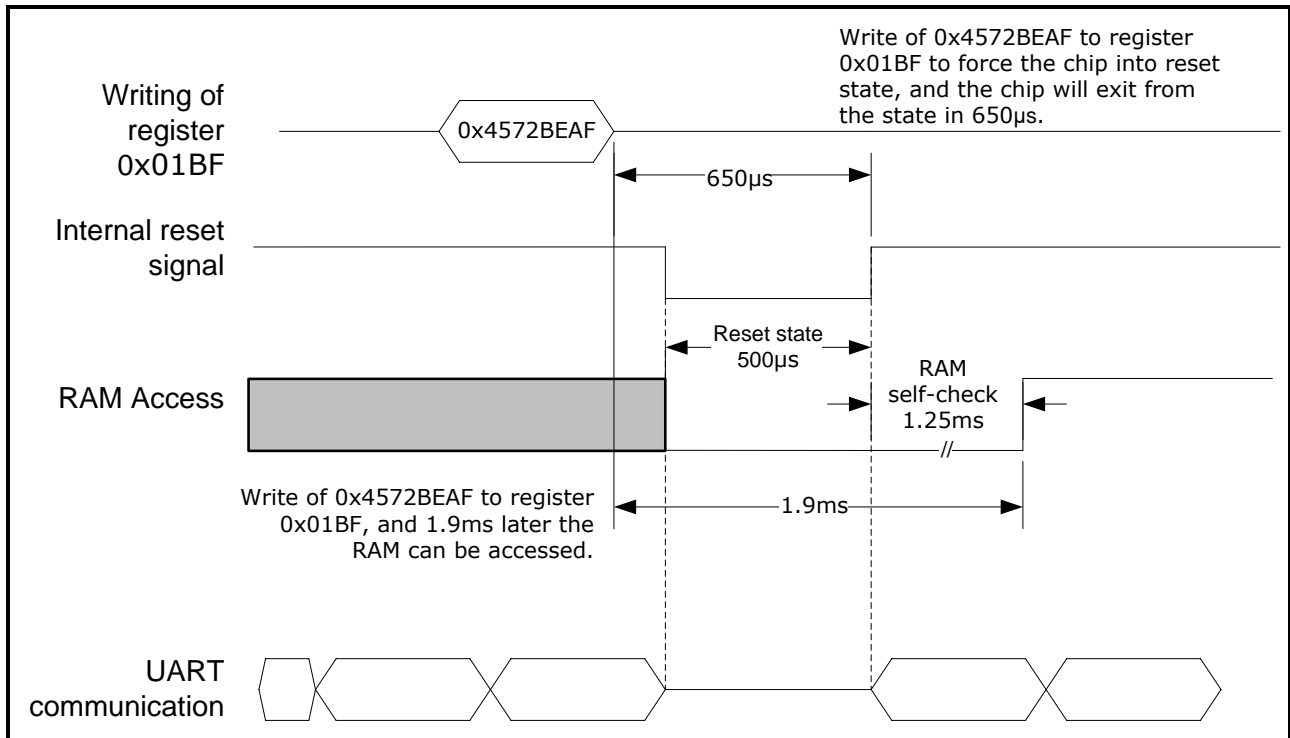 Write of 0x4572BEAF to register
0x01BF to force the chip into reset
state, and the chip will exit from
the state in 650μs.
Writing of
register
0x01BF
0x4572BEAF
650μs
Internal reset
signal
Reset state
500μs
RAM Access
RAM
self-check
1.25ms
//
Write of 0x4572BEAF to register
0x01BF, and 1.9ms later the
RAM can be accessed.
1.9ms
UART
communication